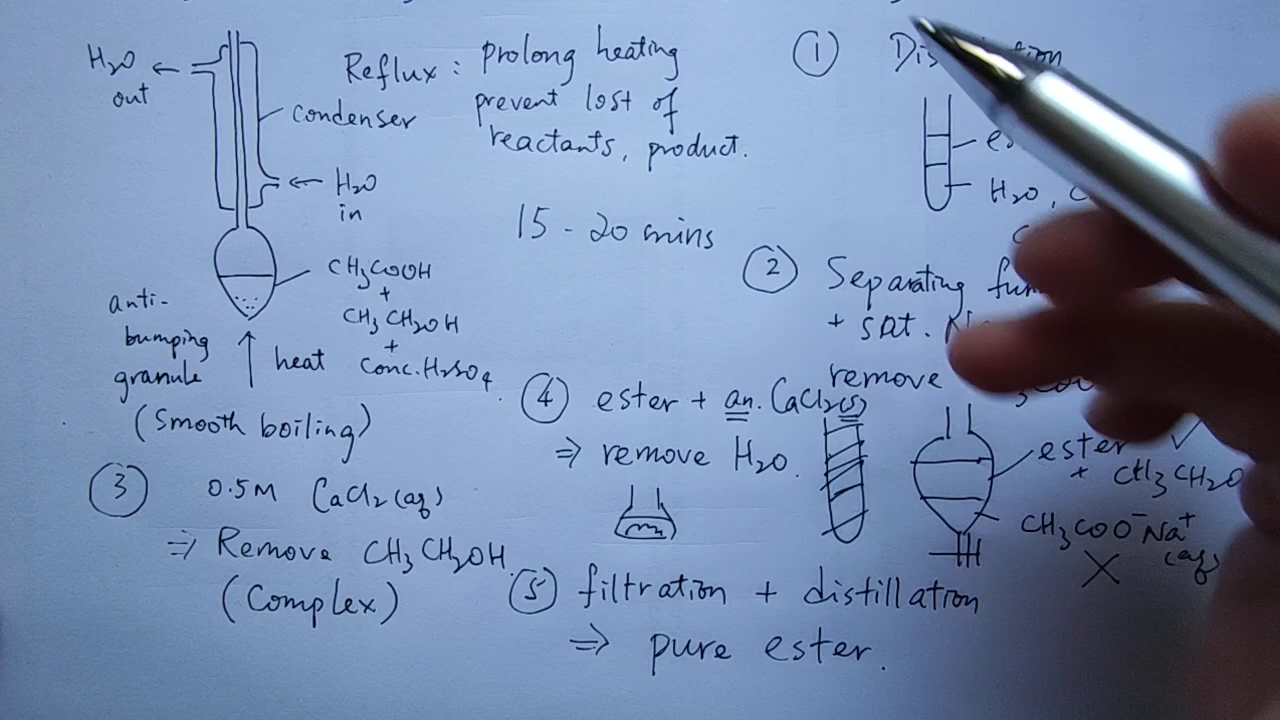 H₂O
out
condenser
H₂O
in
Reflux : prolong heating
prevent lost of
reactants, product.
15 - 20 mins
CH₃COOH
+
CH₃CH₂OH
+
Conc. H₂SO₄
anti-
bumping
granule
heat
(Smooth boiling)
①
H₂O,
② Separating
+ sat.
remove
ester
+ CH₃CH₂O
CH₃COO⁻Na⁺
(aq)
③ 0.5M CaCl₂(aq)
⇒ Remove CH₃CH₂OH
(Complex)
④ ester + an. CaCl₂(s)
⇒ remove H₂O.
⑤ filtration + distillation
⇒ pure ester.